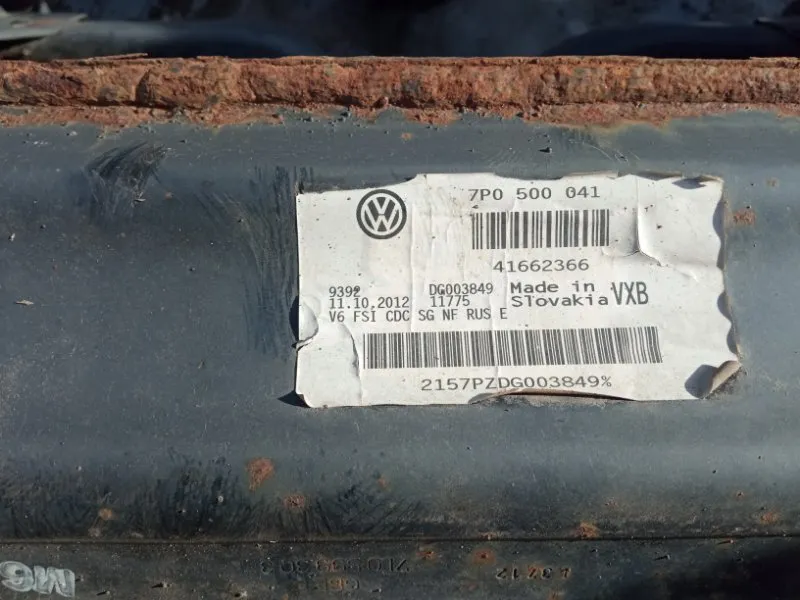 7P0 500 041
41662366
9392 DG003849 Made in
11.10.2012 11775 Slovakia VXB
V6 FSI CDC SG NF RUS E
2157PZDG003849%